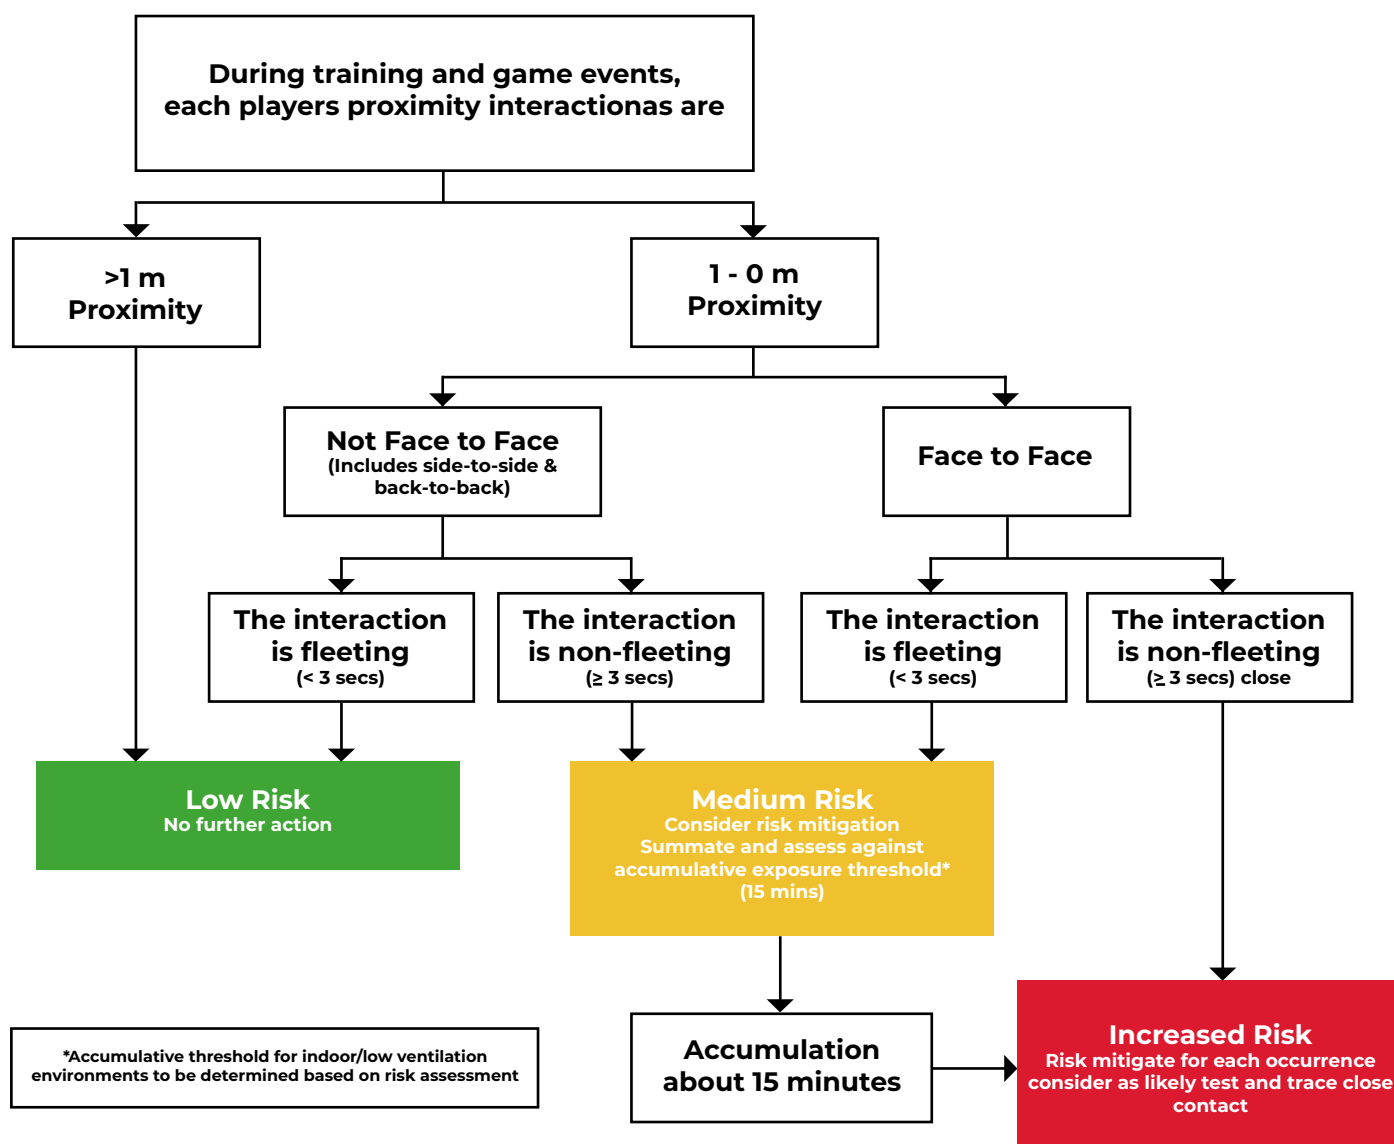 During training and game events,
each players proximity interactionas are
>1 m
Proximity
1 - 0 m
Proximity
Not Face to Face
(Includes side-to-side &
back-to-back)
Face to Face
The interaction
is fleeting
(< 3 secs)
The interaction
is non-fleeting
(≥ 3 secs)
The interaction
is fleeting
(< 3 secs)
The interaction
is non-fleeting
(≥ 3 secs) close
Low Risk
No further action
Medium Risk
Consider risk mitigation
Summate and assess against
accumulative exposure threshold*
(15 mins)
*Accumulative threshold for indoor/low ventilation
environments to be determined based on risk assessment
Accumulation
about 15 minutes
Increased Risk
Risk mitigate for each occurrence
consider as likely test and trace close
contact